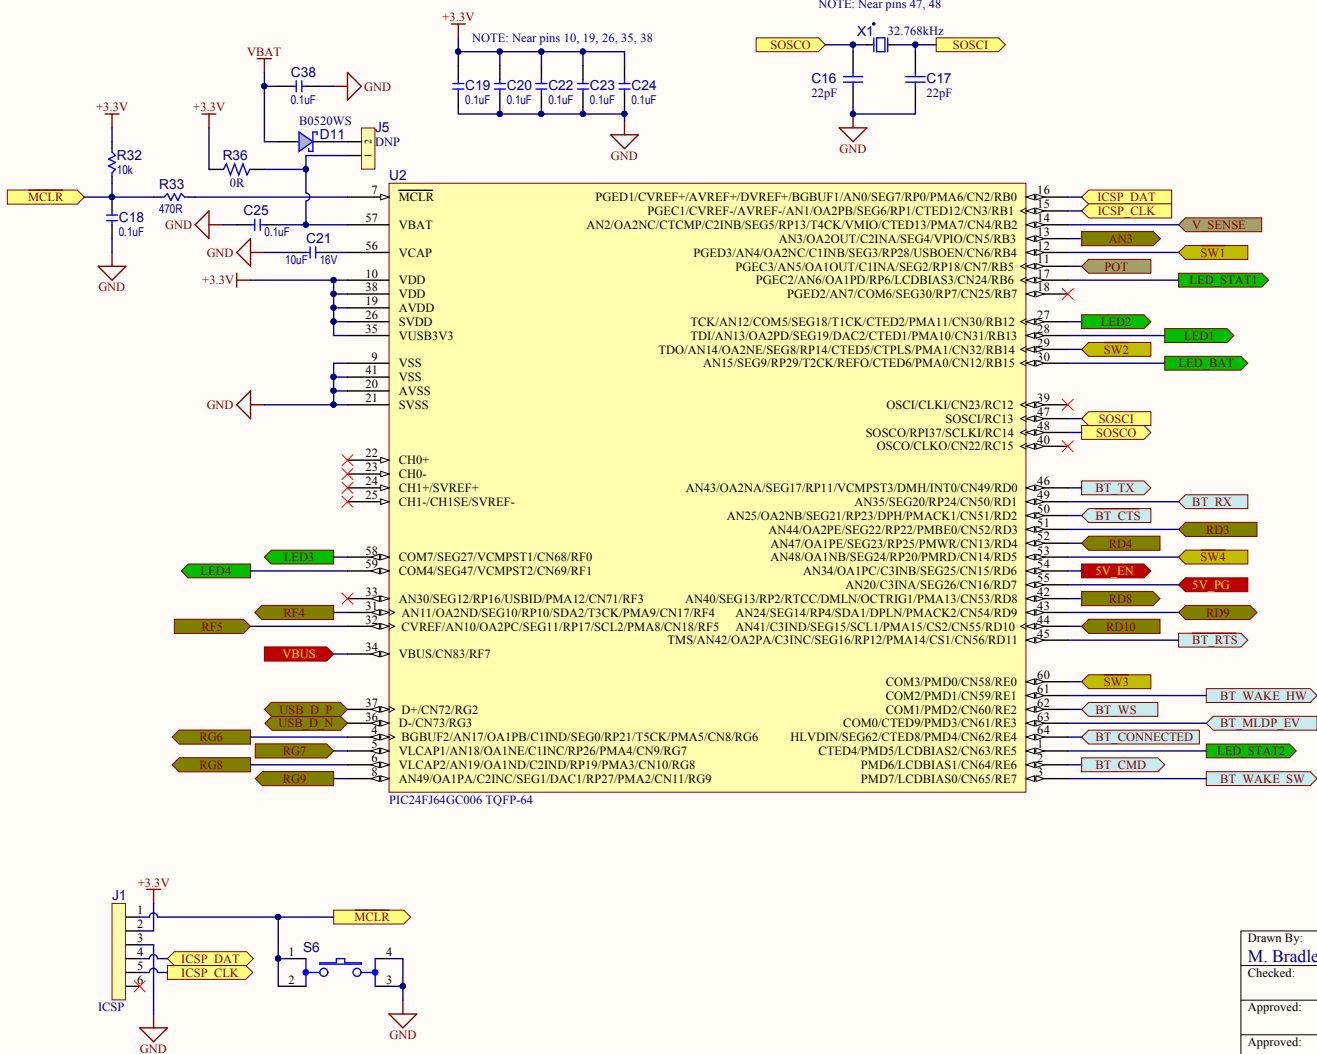 NOTE: Near pins 47, 48
+3.3V
NOTE: Near pins 10, 19, 26, 35, 38
X1
32.768kHz
SOSCO
SOSCI
VBAT
C38
0.1uF
GND
C19
0.1uF
C20
0.1uF
C22
0.1uF
C23
0.1uF
C24
0.1uF
GND
C16
22pF
C17
22pF
GND
+3.3V
+3.3V
B0520WS
D11
J5
DNP
2
1
R32
10k
R36
0R
R33
470R
MCLR
C18
0.1uF
GND
GND
C25
0.1uF
GND
C21
10uF 16V
+3.3V
GND
U2
7 MCLR
57 VBAT
56 VCAP
10 VDD
38 VDD
19 AVDD
26 SVDD
35 VUSB3V3
9 VSS
41 VSS
20 AVSS
21 SVSS
22 CH0+
23 CH0-
24 CH1+/SVREF+
25 CH1-/CH1SE/SVREF-
LED3 58 COM7/SEG27/VCMPST1/CN68/RF0
LED4 59 COM4/SEG47/VCMPST2/CN69/RF1
33 AN30/SEG12/RP16/USBID/PMA12/CN71/RF3
RF4 31 AN11/OA2ND/SEG10/RP10/SDA2/T3CK/PMA9/CN17/RF4
RF5 32 CVREF/AN10/OA2PC/SEG11/RP17/SCL2/PMA8/CN18/RF5
VBUS 34 VBUS/CN83/RF7
USB_D_P 37 D+/CN72/RG2
USB_D_N 36 D-/CN73/RG3
RG6 4 BGBUF2/AN17/OA1PB/C1IND/SEG0/RP21/T5CK/PMA5/CN8/RG6
RG7 5 VLCAP1/AN18/OA1NE/C1INC/RP26/PMA4/CN9/RG7
RG8 6 VLCAP2/AN19/OA1ND/C2IND/RP19/PMA3/CN10/RG8
RG9 8 AN49/OA1PA/C2INC/SEG1/DAC1/RP27/PMA2/CN11/RG9
PGED1/CVREF+/AVREF+/DVREF+/BGBUF1/AN0/SEG7/RP0/PMA6/CN2/RB0 16 ICSP_DAT
PGEC1/CVREF-/AVREF-/AN1/OA2PB/SEG6/RP1/CTED12/CN3/RB1 15 ICSP_CLK
AN2/OA2NC/CTCMP/C2INB/SEG5/RP13/T4CK/VMIO/CTED13/PMA7/CN4/RB2 14 V_SENSE
AN3/OA2OUT/C2INA/SEG4/VPIO/CN5/RB3 13 AN3
PGED3/AN4/OA2NC/C1INB/SEG3/RP28/USBOEN/CN6/RB4 12 SW1
PGEC3/AN5/OA1OUT/C1INA/SEG2/RP18/CN7/RB5 11 POT
PGEC2/AN6/OA1PD/RP6/LCDBIAS3/CN24/RB6 17 LED_STAT1
PGED2/AN7/COM6/SEG30/RP7/CN25/RB7 18
TCK/AN12/COM5/SEG18/T1CK/CTED2/PMA11/CN30/RB12 27 LED2
TDI/AN13/OA2PD/SEG19/DAC2/CTED1/PMA10/CN31/RB13 28 LED1
TDO/AN14/OA2NE/SEG8/RP14/CTED5/CTPLS/PMA1/CN32/RB14 29 SW2
AN15/SEG9/RP29/T2CK/REFO/CTED6/PMA0/CN12/RB15 30 LED_BAT
OSCI/CLKI/CN23/RC12 39
SOSCI/RC13 47 SOSCI
SOSCO/RPI37/SCLKI/RC14 48 SOSCO
OSCO/CLKO/CN22/RC15 40
AN43/OA2NA/SEG17/RP11/VCMPST3/DMH/INT0/CN49/RD0 46 BT_TX
AN35/SEG20/RP24/CN50/RD1 49 BT_RX
AN25/OA2NB/SEG21/RP23/DPH/PMACK1/CN51/RD2 50 BT_CTS
AN44/OA2PE/SEG22/RP22/PMBE0/CN52/RD3 51 RD3
AN47/OA1PE/SEG23/RP25/PMWR/CN13/RD4 52 RD4
AN48/OA1NB/SEG24/RP20/PMRD/CN14/RD5 53 SW4
AN34/OA1PC/C3INB/SEG25/CN15/RD6 54 5V_EN
AN20/C3INA/SEG26/CN16/RD7 55 5V_PG
AN40/SEG13/RP2/RTCC/DMLN/OCTRIG1/PMA13/CN53/RD8 42 RD8
AN24/SEG14/RP4/SDA1/DPLN/PMACK2/CN54/RD9 43 RD9
AN41/C3IND/SEG15/SCL1/PMA15/CS2/CN55/RD10 44 RD10
TMS/AN42/OA2PA/C3INC/SEG16/RP12/PMA14/CS1/CN56/RD11 45 BT_RTS
COM3/PMD0/CN58/RE0 60 SW3
COM2/PMD1/CN59/RE1 61 BT_WAKE_HW
COM1/PMD2/CN60/RE2 62 BT_WS
COM0/CTED9/PMD3/CN61/RE3 63 BT_MLDP_EV
HLVDIN/SEG62/CTED8/PMD4/CN62/RE4 64 BT_CONNECTED
CTED4/PMD5/LCDBIAS2/CN63/RE5 1 LED_STAT2
PMD6/LCDBIAS1/CN64/RE6 2 BT_CMD
PMD7/LCDBIAS0/CN65/RE7 3 BT_WAKE_SW
PIC24FJ64GC006 TQFP-64
+3.3V
J1
1
2
3
4 ICSP_DAT
5 ICSP_CLK
6
ICSP
GND
MCLR
S6
1
2
4
3
GND
Drawn By:
M. Bradle
Checked:
Approved:
Approved: